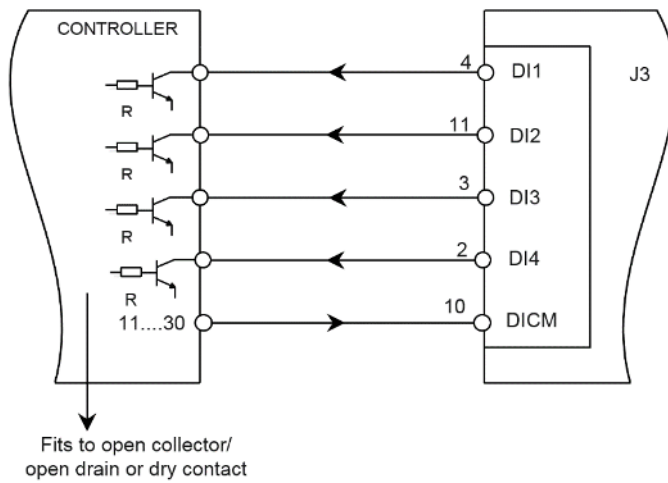 CONTROLLER
J3
4 DI1
R
11 DI2
R
3 DI3
R
2 DI4
R
11....30
10 DICM
Fits to open collector/
open drain or dry contact